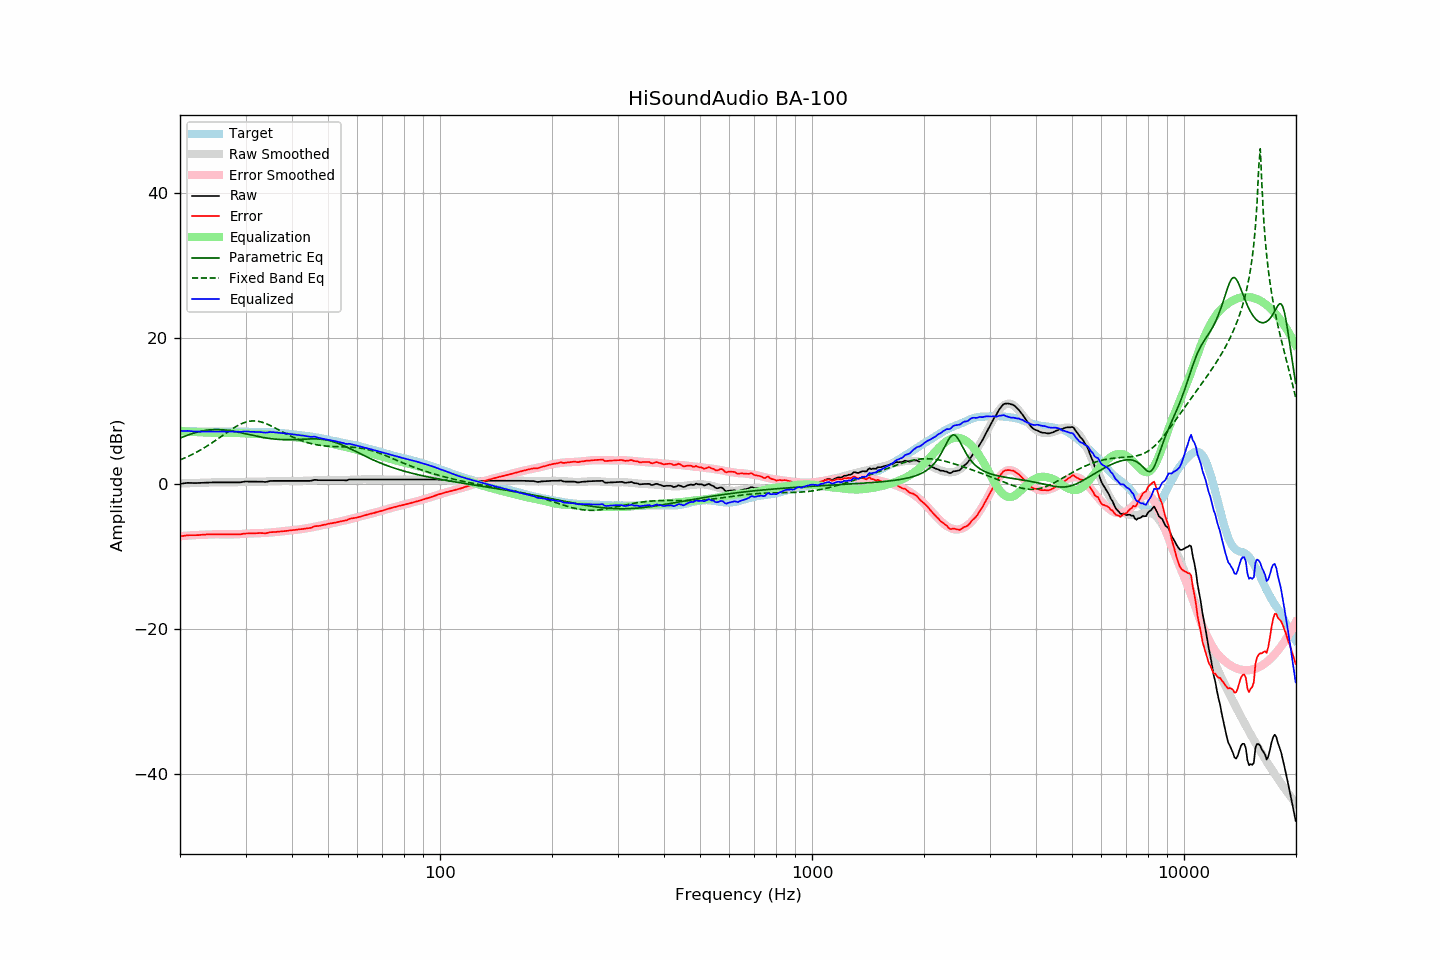 HiSoundAudio BA-100
Target
Raw Smoothed
Error Smoothed
Raw
Error
Equalization
Parametric Eq
Fixed Band Eq
Equalized
40
20
0
−20
−40
Amplitude (dBr)
100
1000
10000
Frequency (Hz)